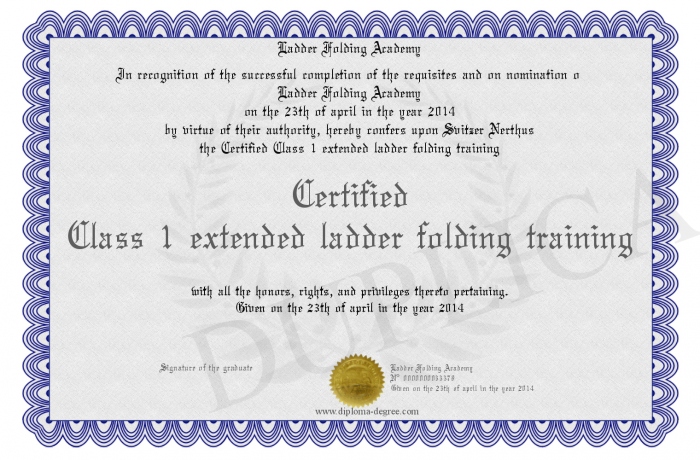 Ladder Folding Academy
In recognition of the successful completion of the requisites and on nomination o
Ladder Folding Academy
on the 23th of april in the year 2014
by virtue of their authority, hereby confers upon Svitzer Nerthus
the Certified Class 1 extended ladder folding training
Certified
Class 1 extended ladder folding training
DUPLICA
with all the honors, rights, and privileges thereto pertaining.
Given on the 23th of april in the year 2014
Signature of the graduate
Ladder Folding Academy
Given on the 23th of april in the year 2014
www.diploma-degree.com